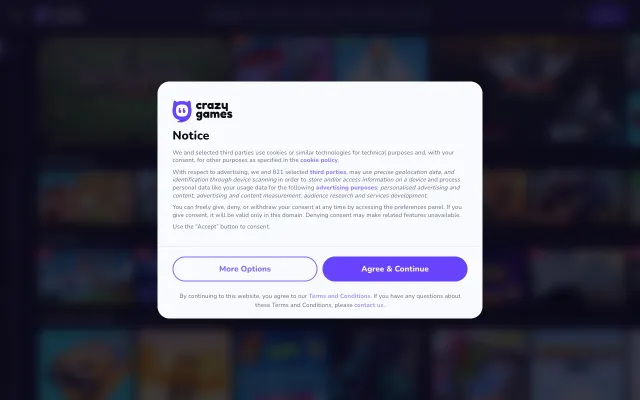 crazy
games
Notice
We and selected third parties use cookies or similar technologies for technical purposes and, with your
consent, for other purposes as specified in the cookie policy.
With respect to advertising, we and 821 selected third parties, may use precise geolocation data, and
identification through device scanning in order to store and/or access information on a device and process
personal data like your usage data for the following advertising purposes: personalised advertising and
content, advertising and content measurement, audience research and services development.
You can freely give, deny, or withdraw your consent at any time by accessing the preferences panel. If you
give consent, it will be valid only in this domain. Denying consent may make related features unavailable.
Use the “Accept” button to consent.
More Options
Agree & Continue
By continuing to this website, you agree to our Terms and Conditions. If you have any questions about
these Terms and Conditions, please contact us.